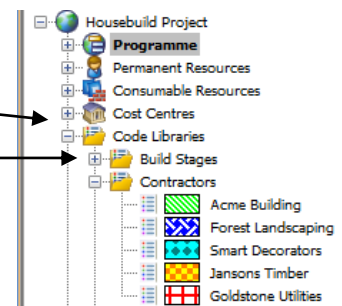 Housebuild Project
Programme
Permanent Resources
Consumable Resources
Cost Centres
Code Libraries
Build Stages
Contractors
Acme Building
Forest Landscaping
Smart Decorators
Jansons Timber
Goldstone Utilities